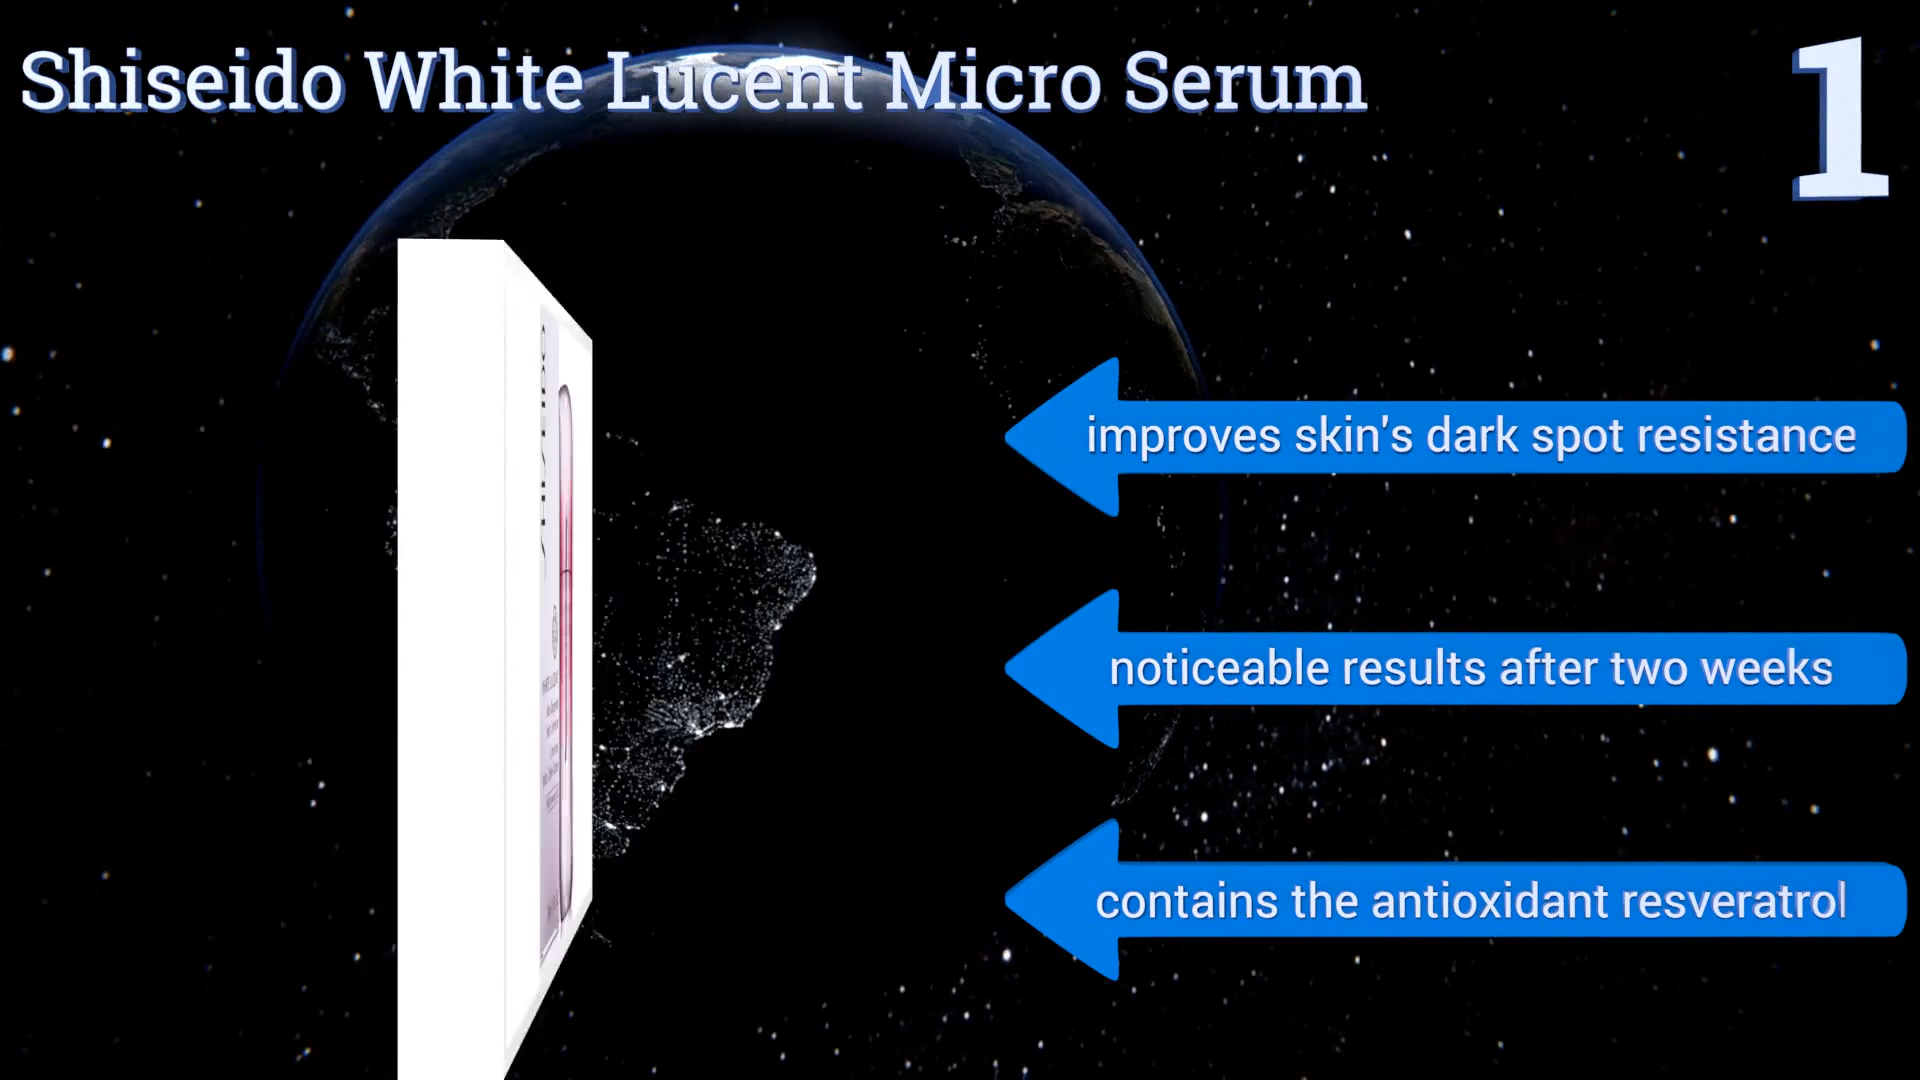 Shiseido White Lucent Micro Serum
1
improves skin's dark spot resistance
noticeable results after two weeks
contains the antioxidant resveratrol